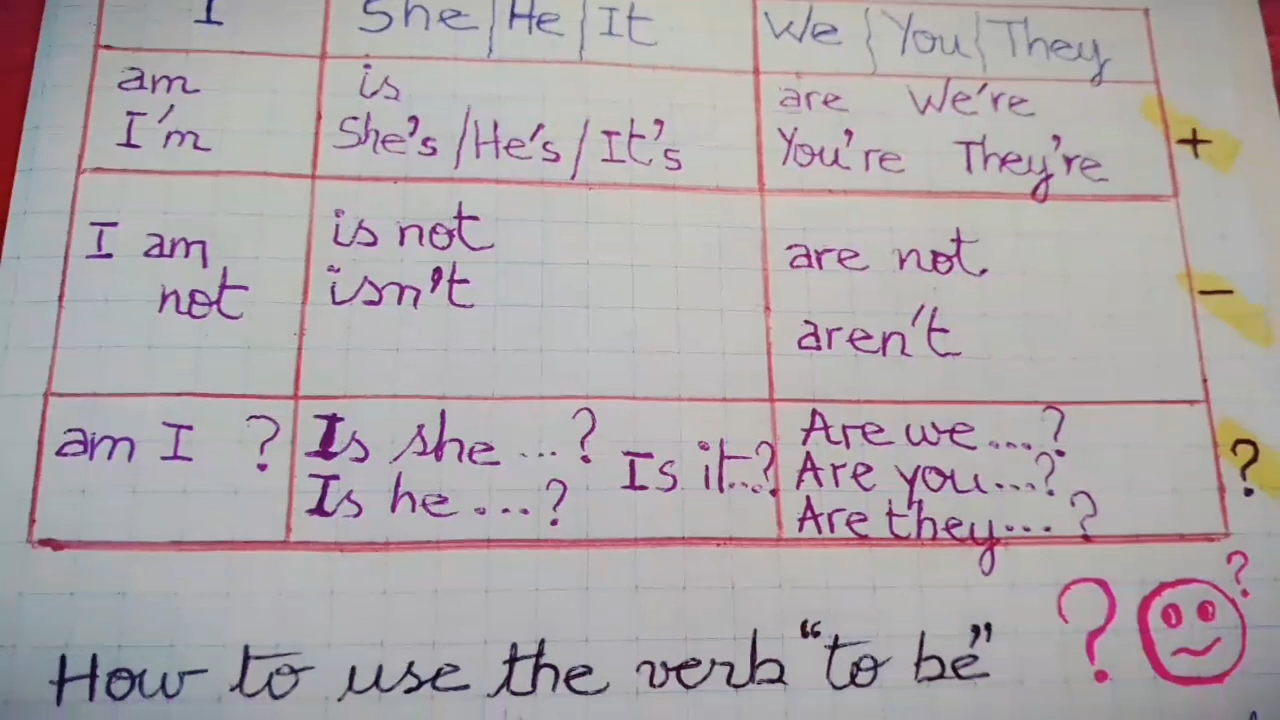 I She/He/It We/You/They
am is are We're
I'm She's/He's/It's You're They're +
I am is not are not
not isn't aren't -
am I ? Is she...? Is it..? Are we....?
Is he ....? Are you....?
Are they....? ?
How to use the verb "to be" ? ?